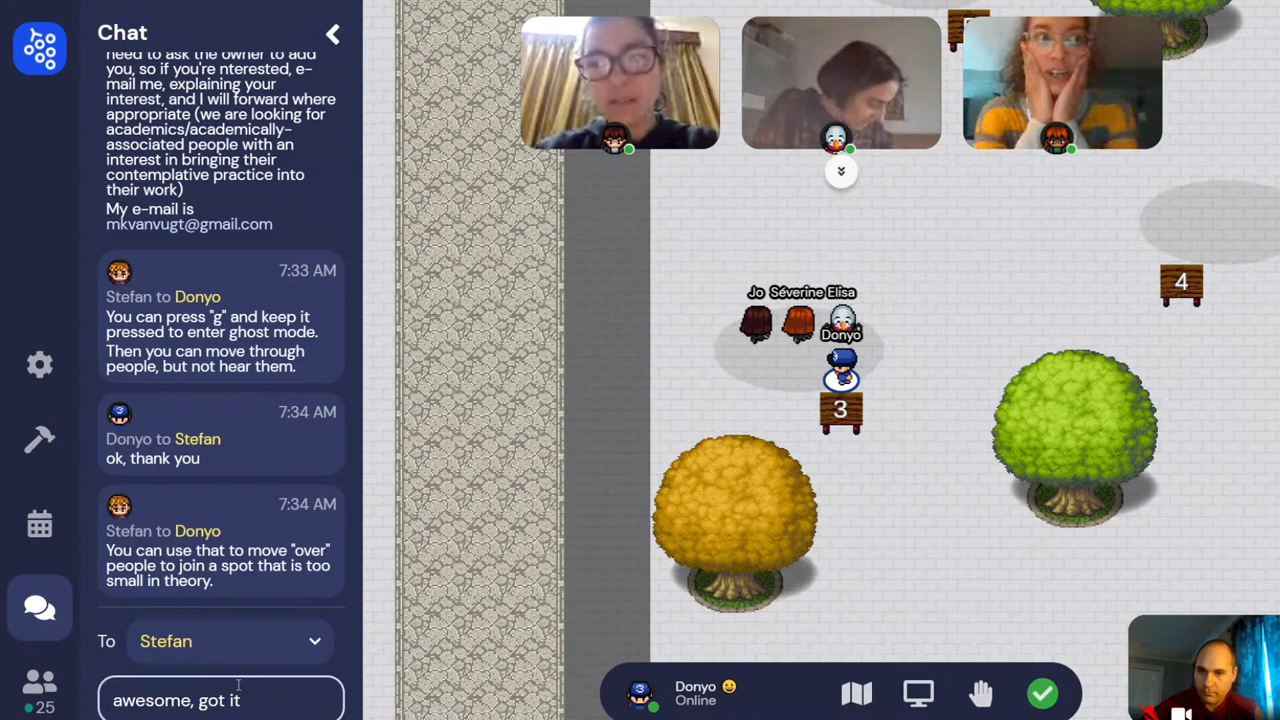 Chat
need to ask the owner to add
you, so if you're nterested, e-
mail me, explaining your
interest, and I will forward where
appropriate (we are looking for
academics/academically-
associated people with an
interest in bringing their
contemplative practice into
their work)
My e-mail is
mkvanvugt@gmail.com
7:33 AM
Stefan to Donyo
You can press "g" and keep it
pressed to enter ghost mode.
Then you can move through
people, but not hear them.
7:34 AM
Donyo to Stefan
ok, thank you
7:34 AM
Stefan to Donyo
You can use that to move "over"
people to join a spot that is too
small in theory.
To Stefan
awesome, got it
25
Jo Séverine Elisa
Donyo
3
4
Donyo
Online